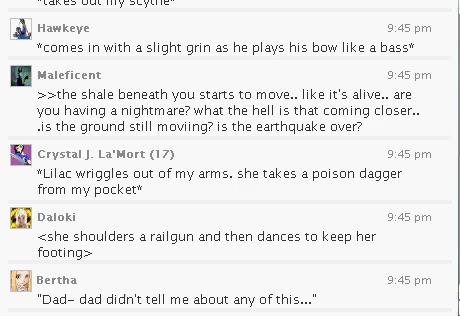 *takes out my scythe*
Hawkeye 9:45 pm
*comes in with a slight grin as he plays his bow like a bass*
Maleficent 9:45 pm
>>the shale beneath you starts to move.. like it's alive.. are
you having a nightmare? what the hell is that coming closer..
.is the ground still moviing? is the earthquake over?
Crystal J. La'Mort (17) 9:45 pm
*Lilac wriggles out of my arms. she takes a poison dagger
from my pocket*
Daloki 9:45 pm
<she shoulders a railgun and then dances to keep her
footing>
Bertha 9:45 pm
"Dad- dad didn't tell me about any of this..."